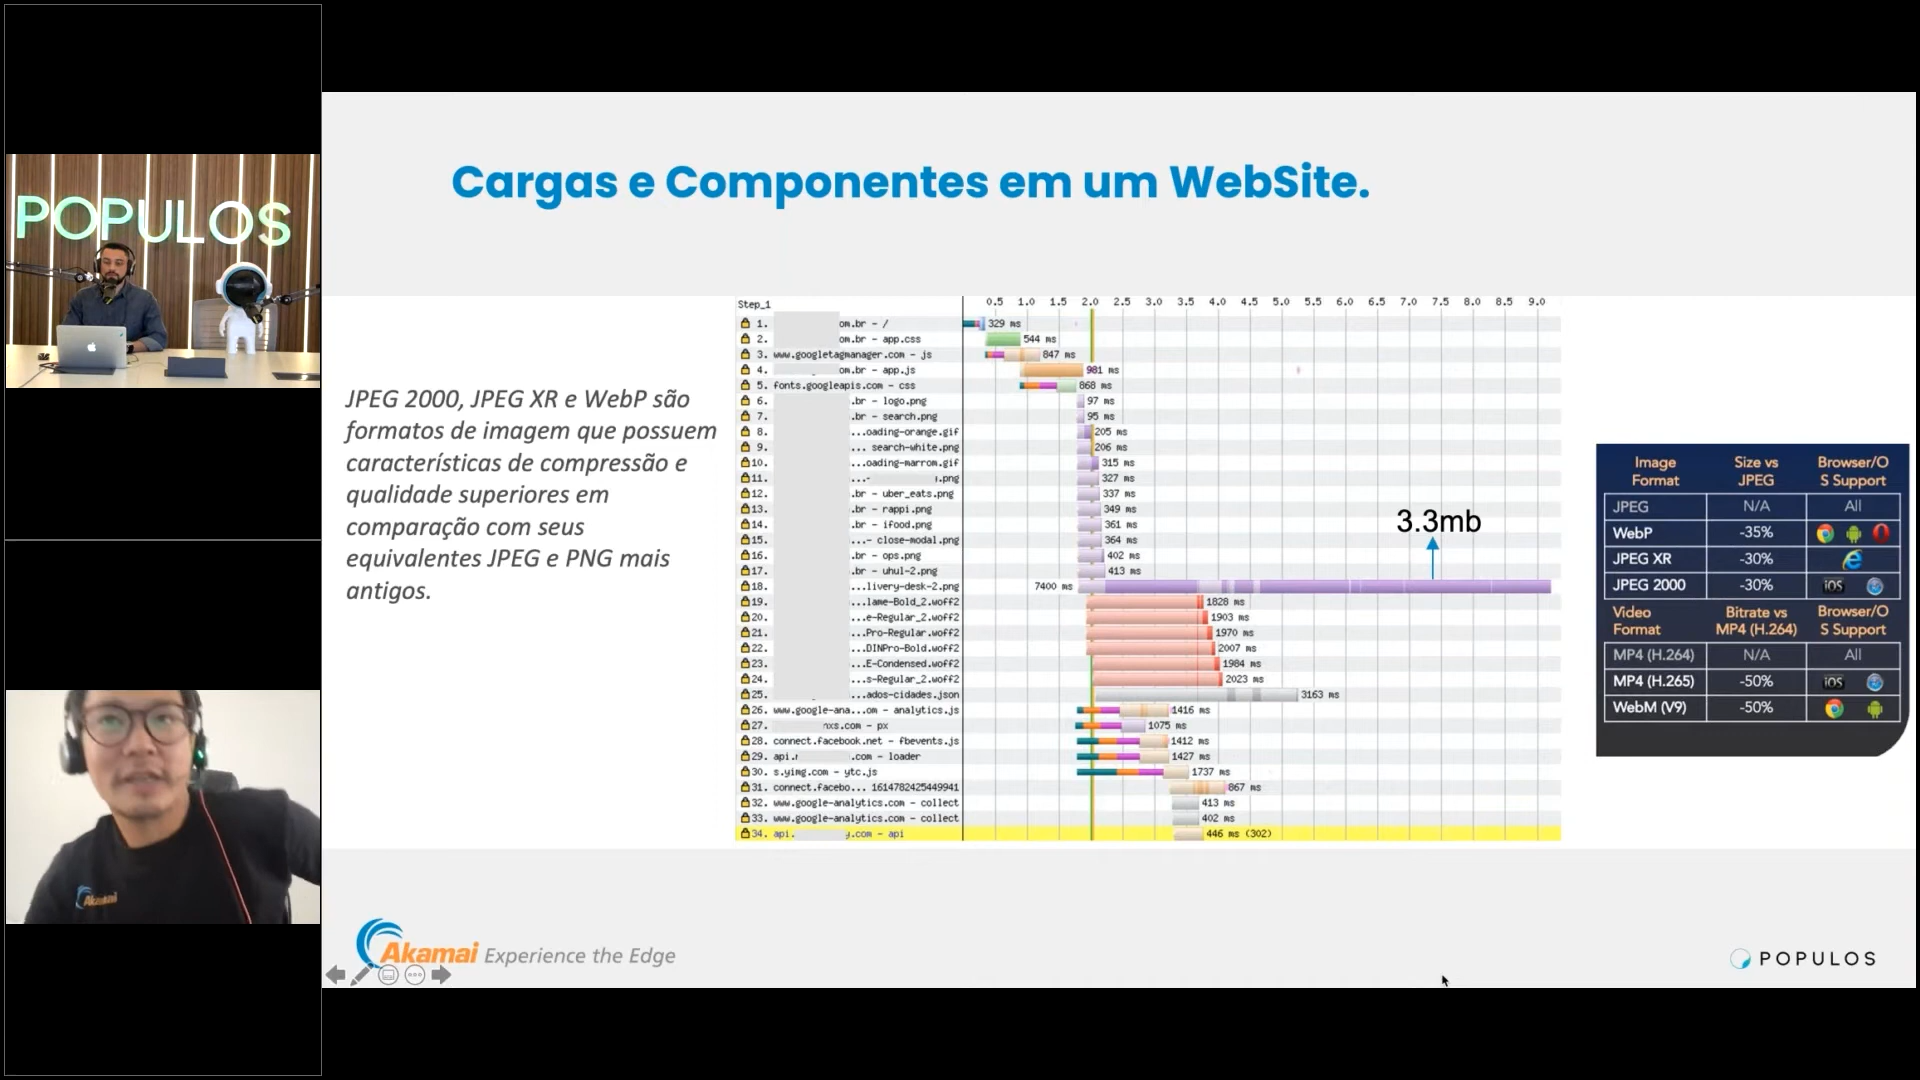 POPULOS
Akamai
Cargas e Componentes em um WebSite.
JPEG 2000, JPEG XR e WebP são
formatos de imagem que possuem
características de compressão e
qualidade superiores em
comparação com seus
equivalentes JPEG e PNG mais
antigos.
Step_1 0.5 1.0 1.5 2.0 2.5 3.0 3.5 4.0 4.5 5.0 5.5 6.0 6.5 7.0 7.5 8.0 8.5 9.0
1. om.br - / 329 ms
2. om.br - app.css 544 ms
3. www.googletagmanager.com - js 847 ms
4. om.br - app.js 981 ms
5. fonts.googleapis.com - css 868 ms
6. .br - logo.png 97 ms
7. .br - search.png 95 ms
8. ...oading-orange.gif 205 ms
9. ... search-white.png 206 ms
10. ...oading-marrom.gif 315 ms
11. ...- .png 327 ms
12. .br - uber_eats.png 337 ms
13. .br - rappi.png 349 ms
14. .br - ifood.png 361 ms
15. ...- close-modal.png 364 ms
16. .br - ops.png 402 ms
17. .br - uhul-2.png 413 ms
18. ...livery-desk-2.png 7400 ms
3.3mb
19. ...lame-Bold_2.woff2 1828 ms
20. ...e-Regular_2.woff2 1903 ms
21. ...Pro-Regular.woff2 1970 ms
22. ...DINPro-Bold.woff2 2007 ms
23. ...E-Condensed.woff2 1984 ms
24. ...s-Regular_2.woff2 2023 ms
25. ...ados-cidades.json 3163 ms
26. www.google-ana...om - analytics.js 1416 ms
27. nxs.com - px 1075 ms
28. connect.facebook.net - fbevents.js 1412 ms
29. api. .com - loader 1427 ms
30. s.yimg.com - ytc.js 1737 ms
31. connect.facebo... 1614782425449941 867 ms
32. www.google-analytics.com - collect 413 ms
33. www.google-analytics.com - collect 402 ms
34. api. y.com - api 446 ms (302)
Image Format Size vs JPEG Browser/O S Support
JPEG N/A All
WebP -35%
JPEG XR -30%
JPEG 2000 -30% iOS
Video Format Bitrate vs MP4 (H.264) Browser/O S Support
MP4 (H.264) N/A All
MP4 (H.265) -50% iOS
WebM (V9) -50%
Akamai Experience the Edge
POPULOS